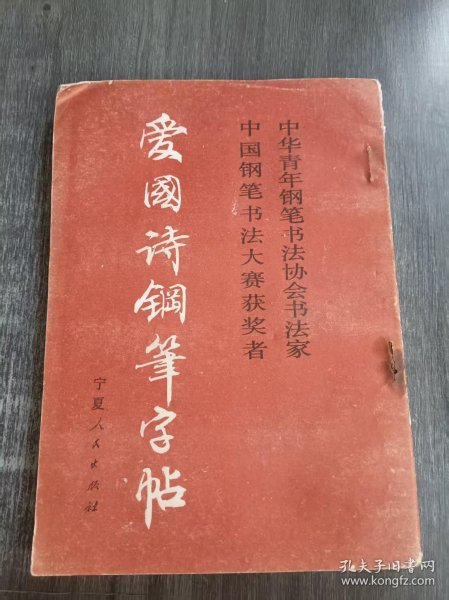 中华青年钢笔书法协会书法家
中国钢笔书法大赛获奖者
爱國诗鋼筆字帖
宁夏人民出版社
孔夫子旧书网
www.kongfz.com